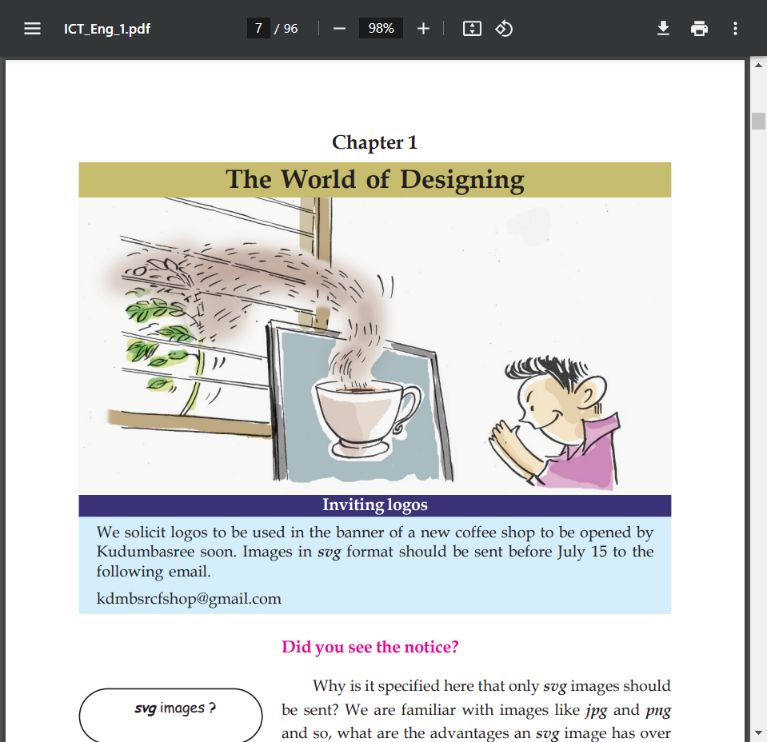 ICT_Eng_1.pdf
7 / 96
98%
Chapter 1
The World of Designing
Inviting logos
We solicit logos to be used in the banner of a new coffee shop to be opened by
Kudumbasree soon. Images in svg format should be sent before July 15 to the
following email.
kdmbsrcfshop@gmail.com
Did you see the notice?
svg images ?
Why is it specified here that only svg images should
be sent? We are familiar with images like jpg and png
and so, what are the advantages an svg image has over